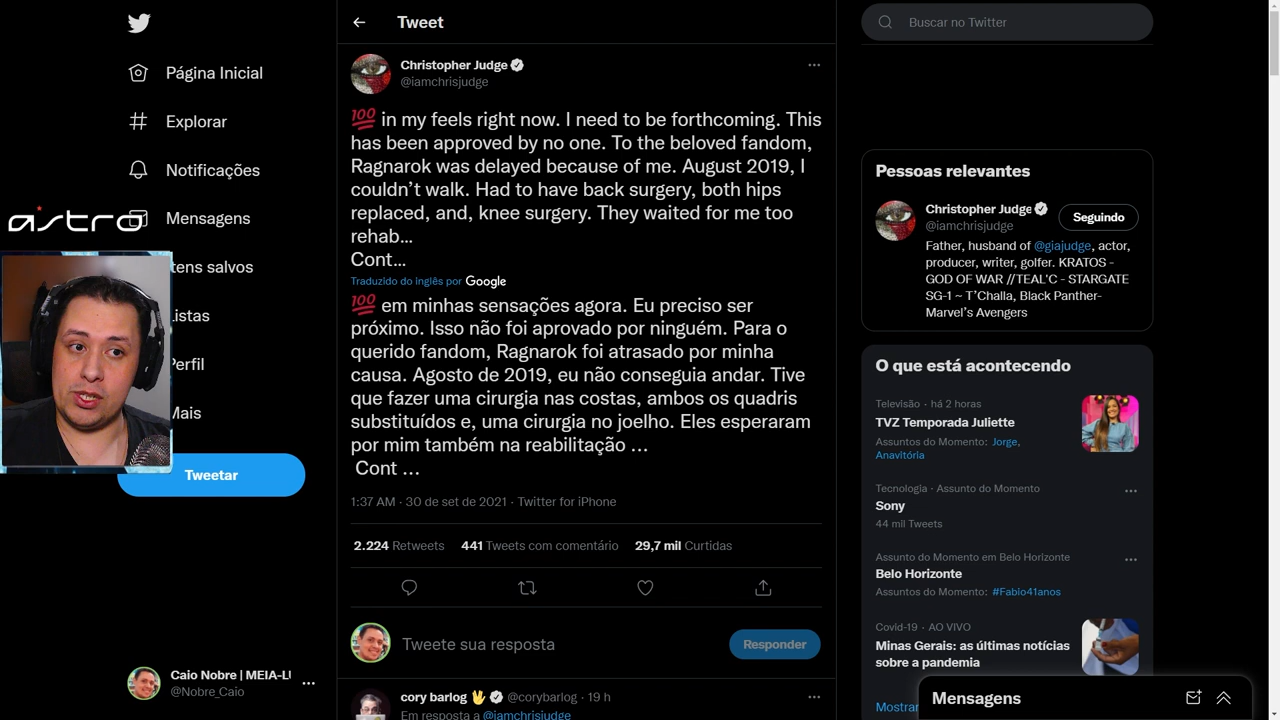 Tweet
Buscar no Twitter
Página Inicial
Explorar
Notificações
Mensagens
Itens salvos
Listas
Perfil
Mais
Tweetar
astro
Caio Nobre | MEIA-LU
@Nobre_Caio
Christopher Judge
@iamchrisjudge
💯 in my feels right now. I need to be forthcoming. This
has been approved by no one. To the beloved fandom,
Ragnarok was delayed because of me. August 2019, I
couldn't walk. Had to have back surgery, both hips
replaced, and, knee surgery. They waited for me too
rehab...
Cont...
Traduzido do inglês por Google
💯 em minhas sensações agora. Eu preciso ser
próximo. Isso não foi aprovado por ninguém. Para o
querido fandom, Ragnarok foi atrasado por minha
causa. Agosto de 2019, eu não conseguia andar. Tive
que fazer uma cirurgia nas costas, ambos os quadris
substituídos e, uma cirurgia no joelho. Eles esperaram
por mim também na reabilitação ...
Cont ...
1:37 AM · 30 de set de 2021 · Twitter for iPhone
2.224 Retweets 441 Tweets com comentário 29,7 mil Curtidas
Tweete sua resposta
Responder
cory barlog 🖖 @corybarlog · 19 h
Em resposta a @iamchrisjudge
Pessoas relevantes
Christopher Judge
@iamchrisjudge
Seguindo
Father, husband of @giajudge, actor,
producer, writer, golfer. KRATOS -
GOD OF WAR //TEAL'C - STARGATE
SG-1 ~ T'Challa, Black Panther-
Marvel's Avengers
O que está acontecendo
Televisão · há 2 horas
TVZ Temporada Juliette
Assuntos do Momento: Jorge,
Anavitória
Tecnologia · Assunto do Momento
Sony
44 mil Tweets
Assunto do Momento em Belo Horizonte
Belo Horizonte
Assuntos do Momento: #Fabio41anos
Covid-19 · AO VIVO
Minas Gerais: as últimas notícias
sobre a pandemia
Mostrar
Mensagens